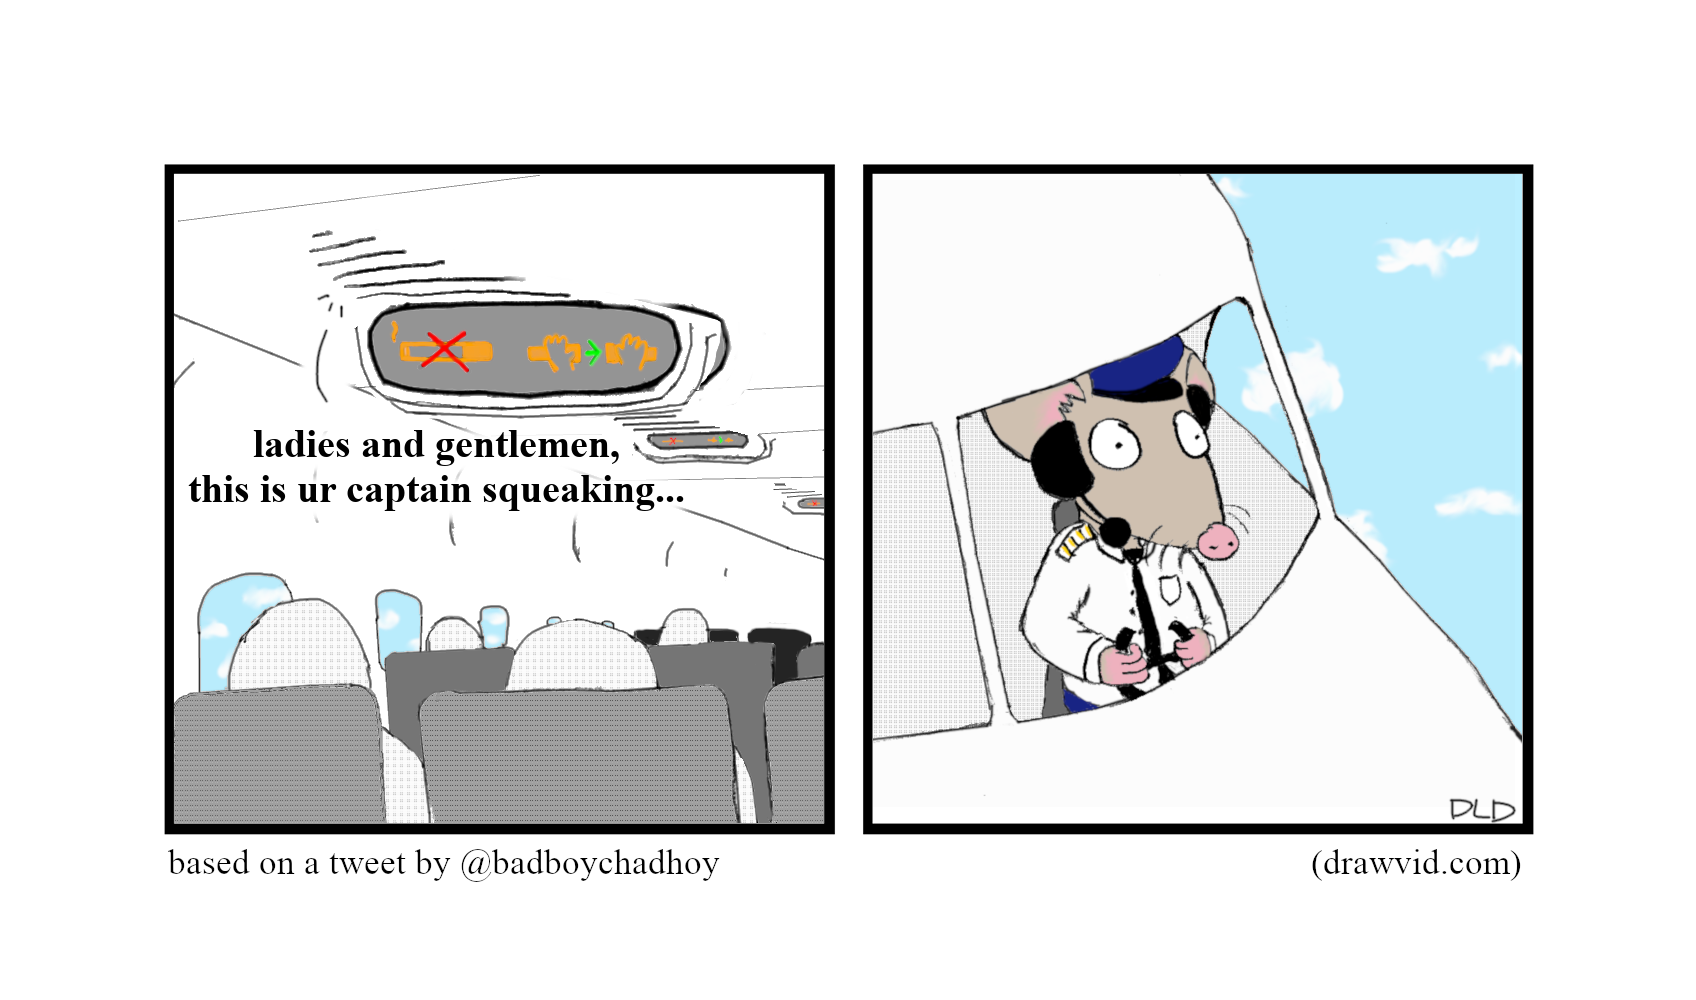 ladies and gentlemen,
this is ur captain squeaking...
DLD
based on a tweet by @badboychadhoy
(drawvid.com)